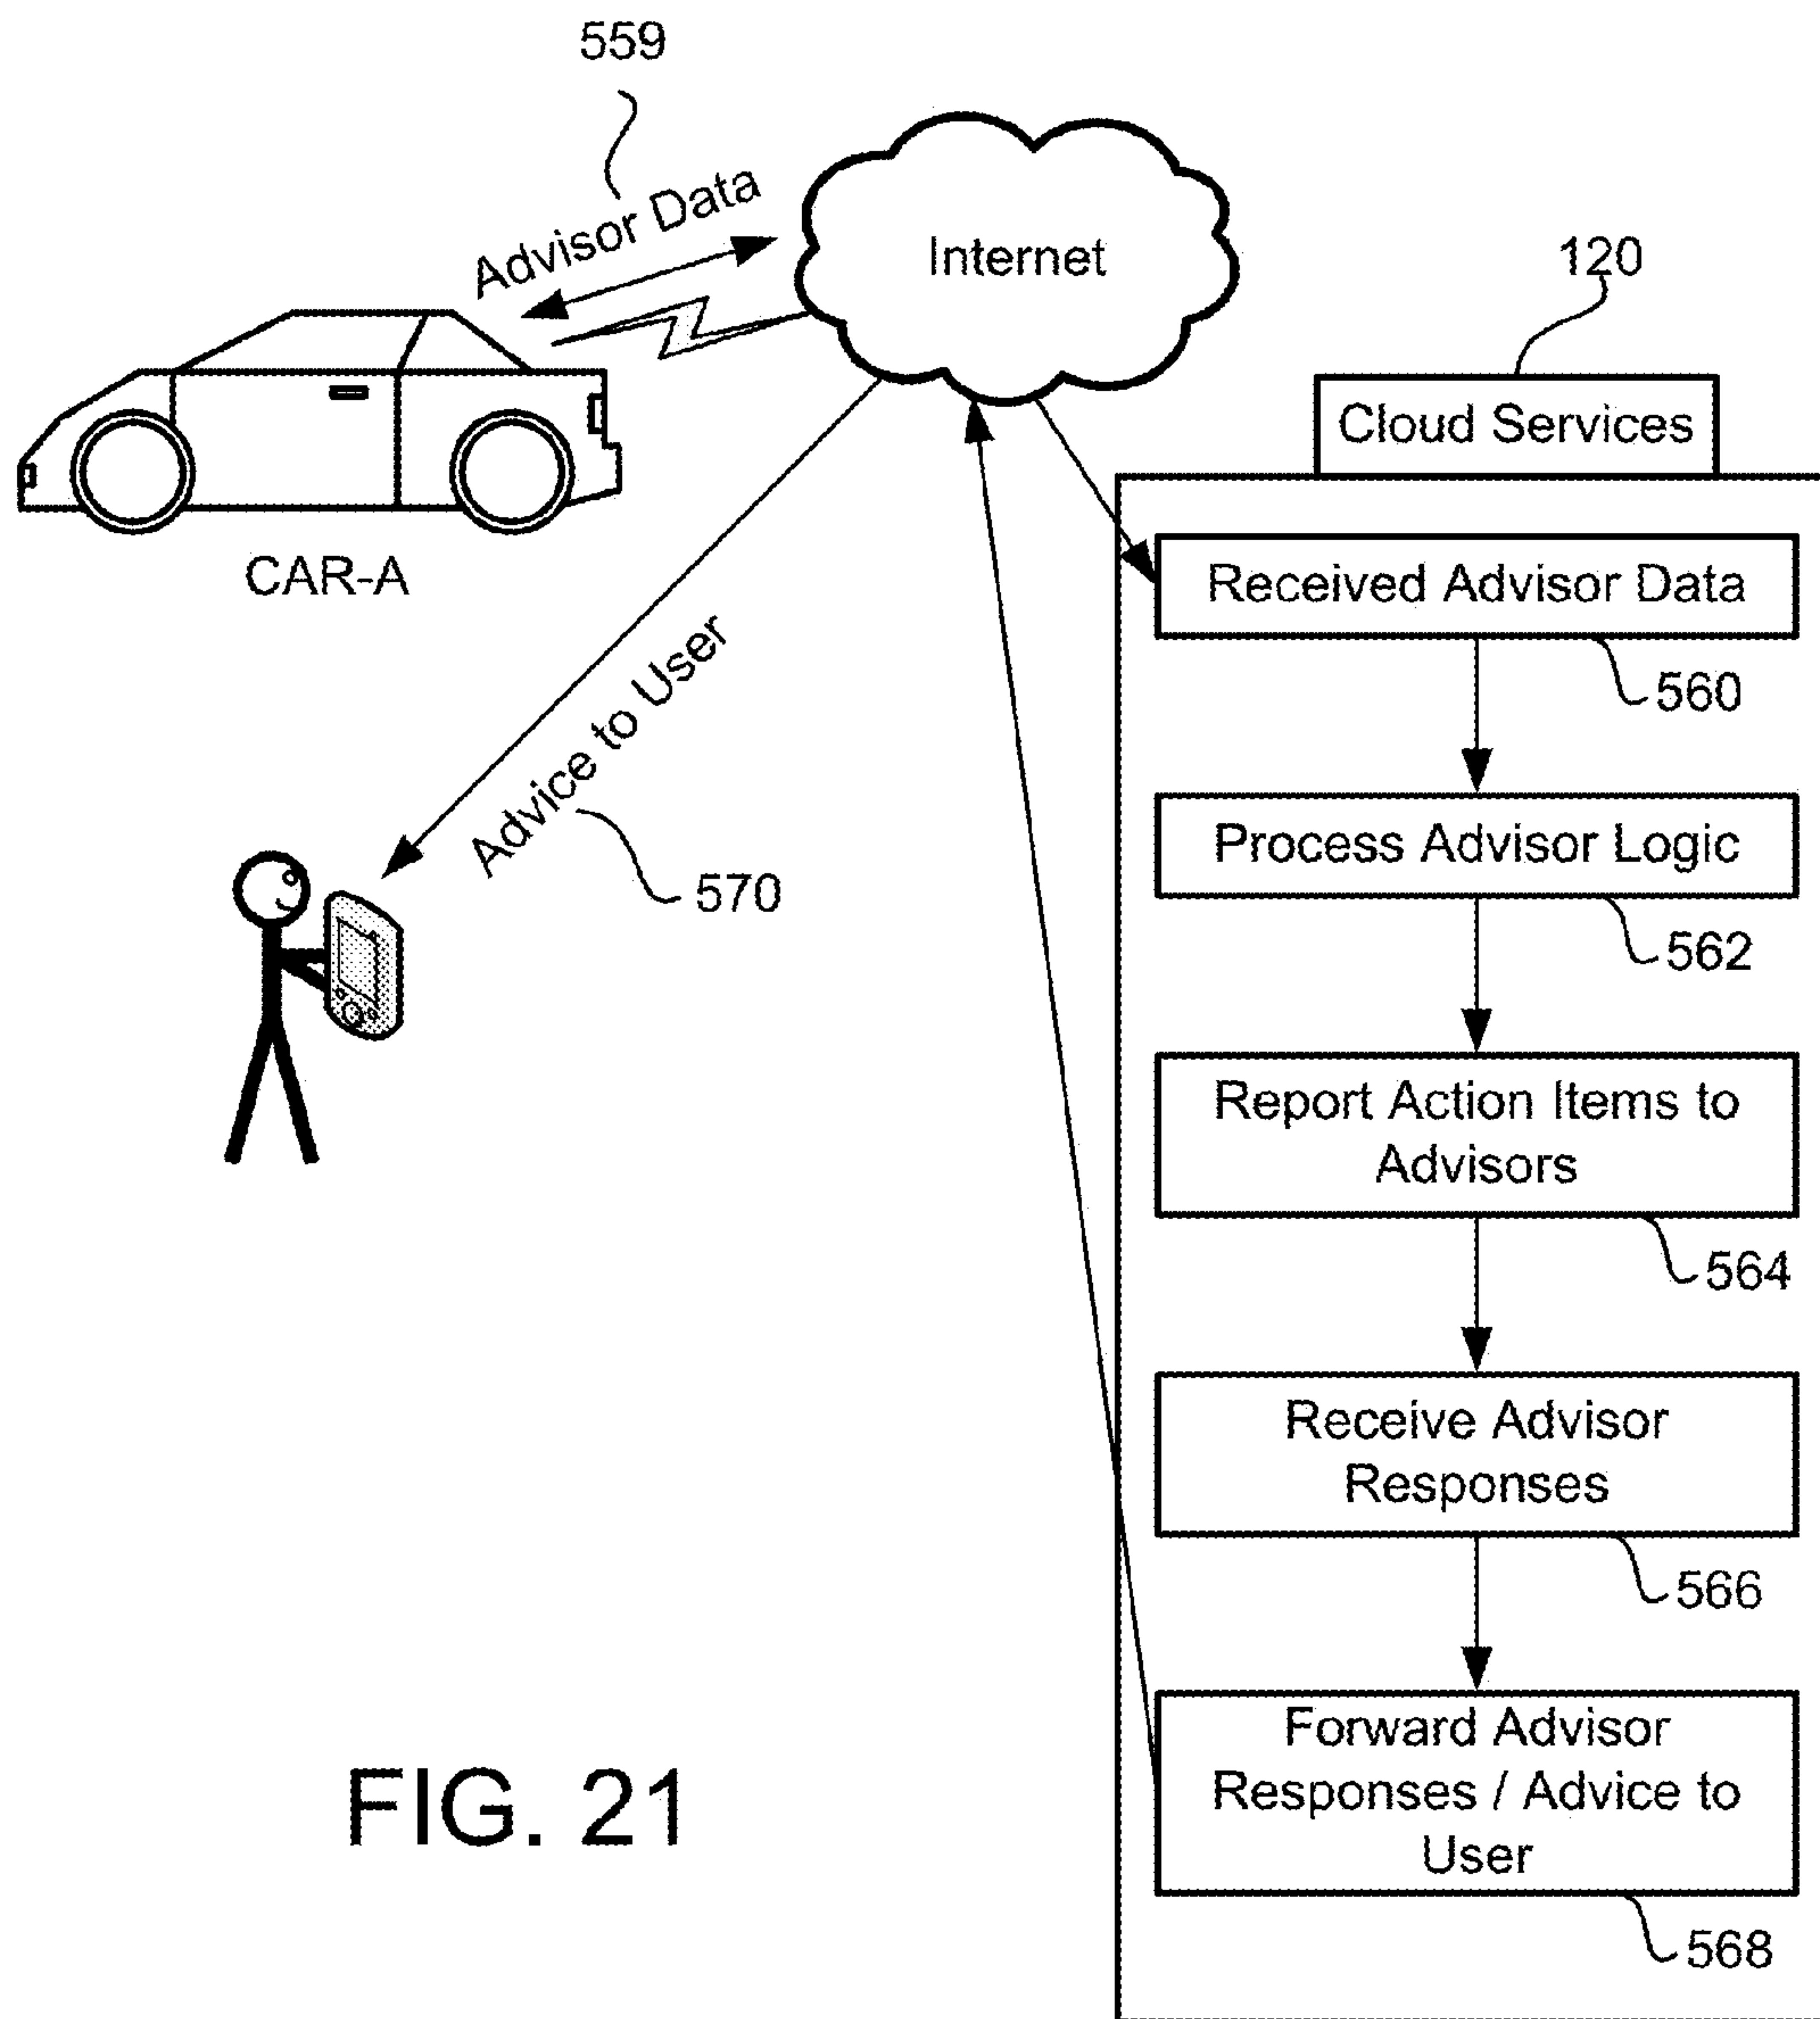 559
Advisor Data
Internet
120
Cloud Services
CAR-A
Received Advisor Data
560
Advice to User
570
Process Advisor Logic
562
Report Action Items to
Advisors
564
Receive Advisor
Responses
566
Forward Advisor
Responses / Advice to
User
568
FIG. 21